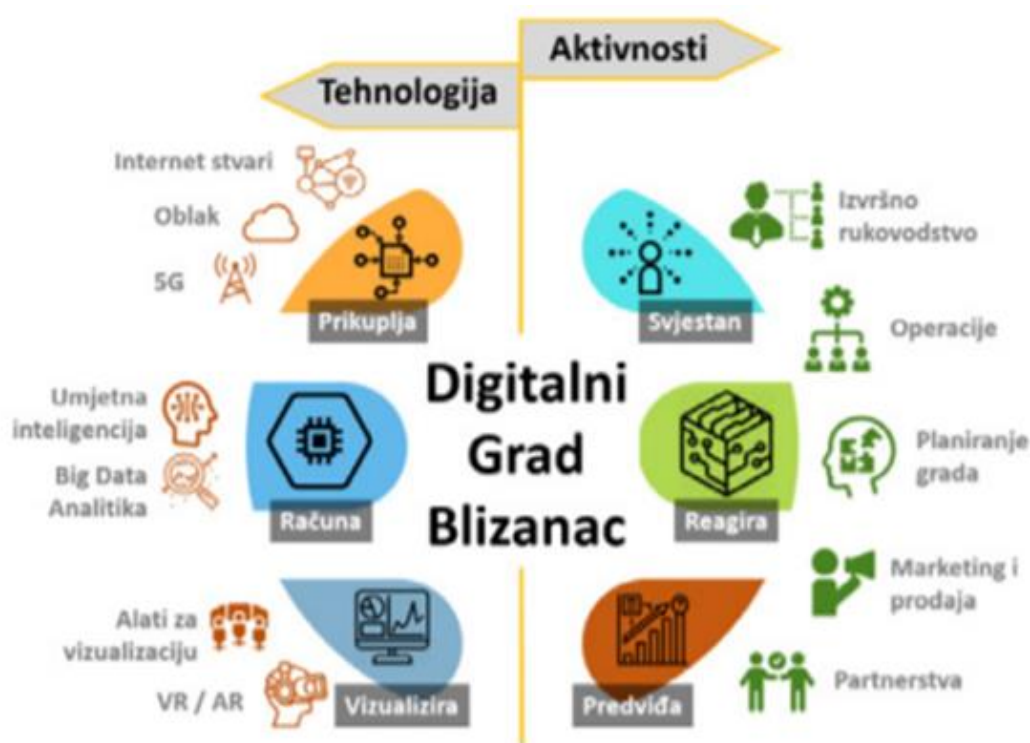 Aktivnosti
Tehnologija
Internet stvari
Oblak
5G
Prikuplja
Svjestan
Izvršno
rukovodstvo
Operacije
Digitalni
Grad
Blizanac
Umjetna
inteligencija
Big Data
Analitika
Računa
Reagira
Planiranje
grada
Marketing i
prodaja
Alati za
vizualizaciju
VR / AR
Vizualizira
Predviđa
Partnerstva